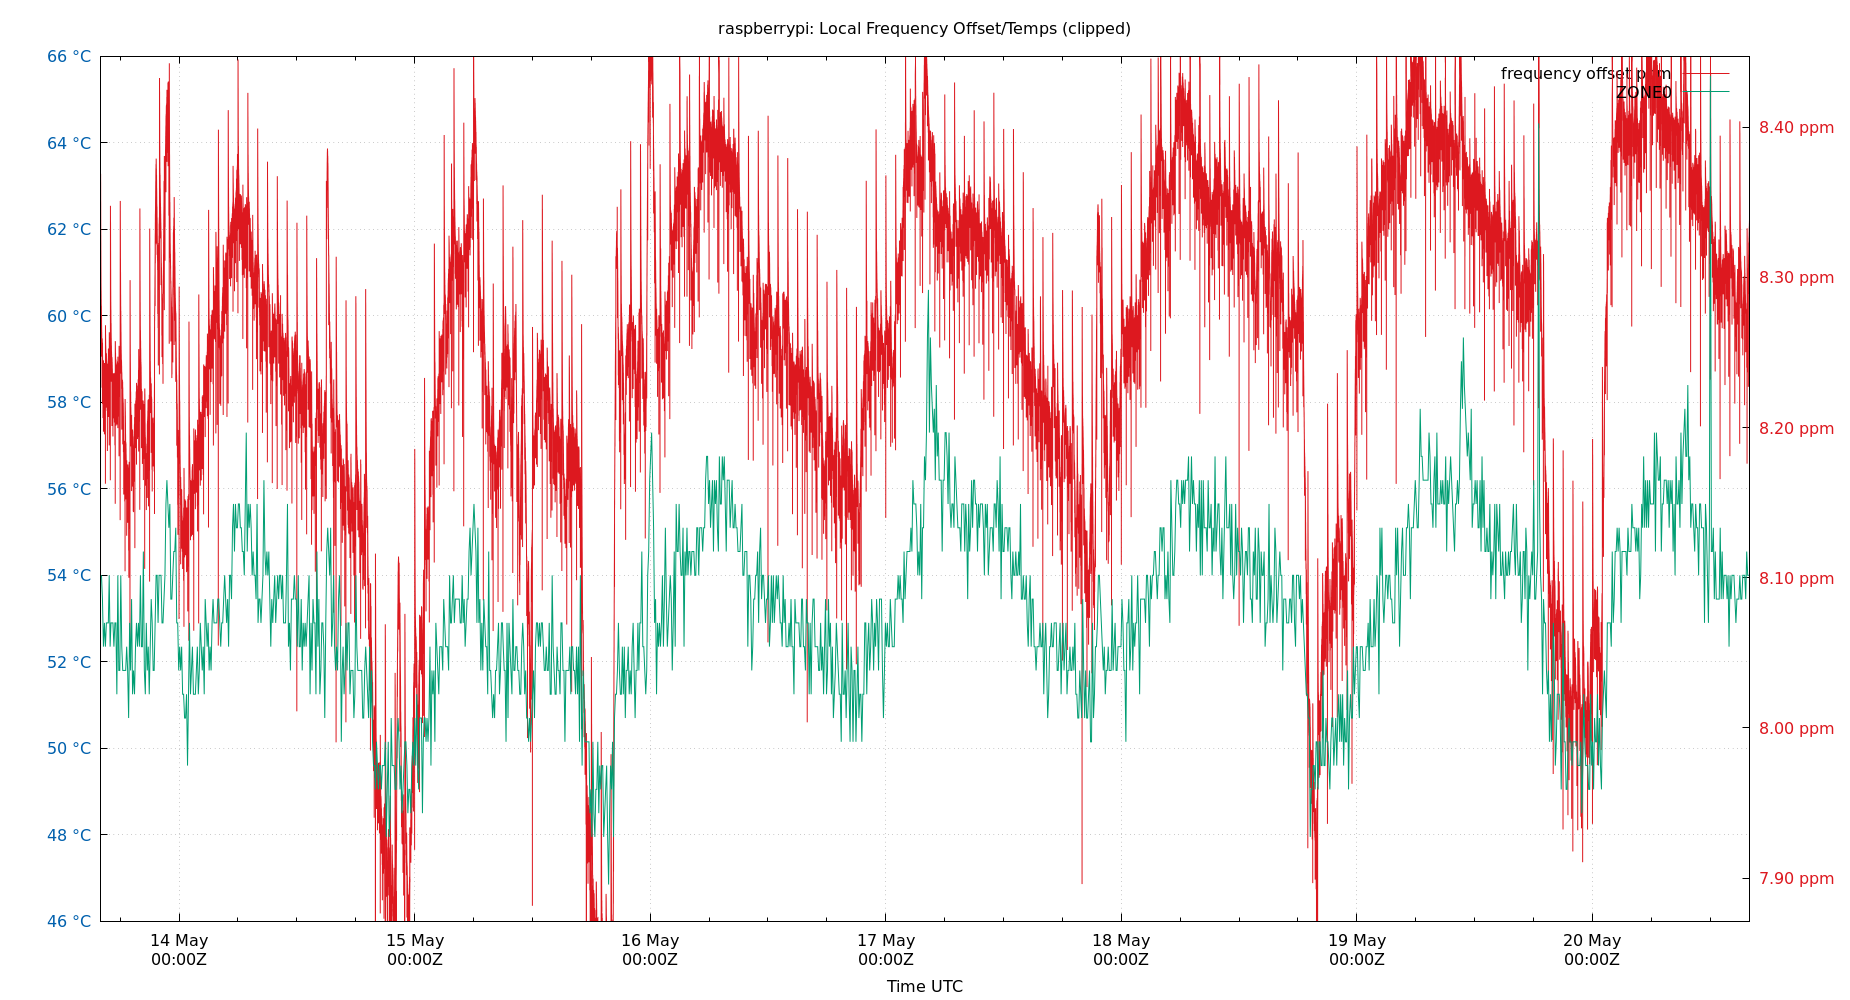 raspberrypi: Local Frequency Offset/Temps (clipped)
66 °C
64 °C
62 °C
60 °C
58 °C
56 °C
54 °C
52 °C
50 °C
48 °C
46 °C
frequency offset ppm
ZONE0
8.40 ppm
8.30 ppm
8.20 ppm
8.10 ppm
8.00 ppm
7.90 ppm
14 May
00:00Z
15 May
00:00Z
16 May
00:00Z
17 May
00:00Z
18 May
00:00Z
19 May
00:00Z
20 May
00:00Z
Time UTC